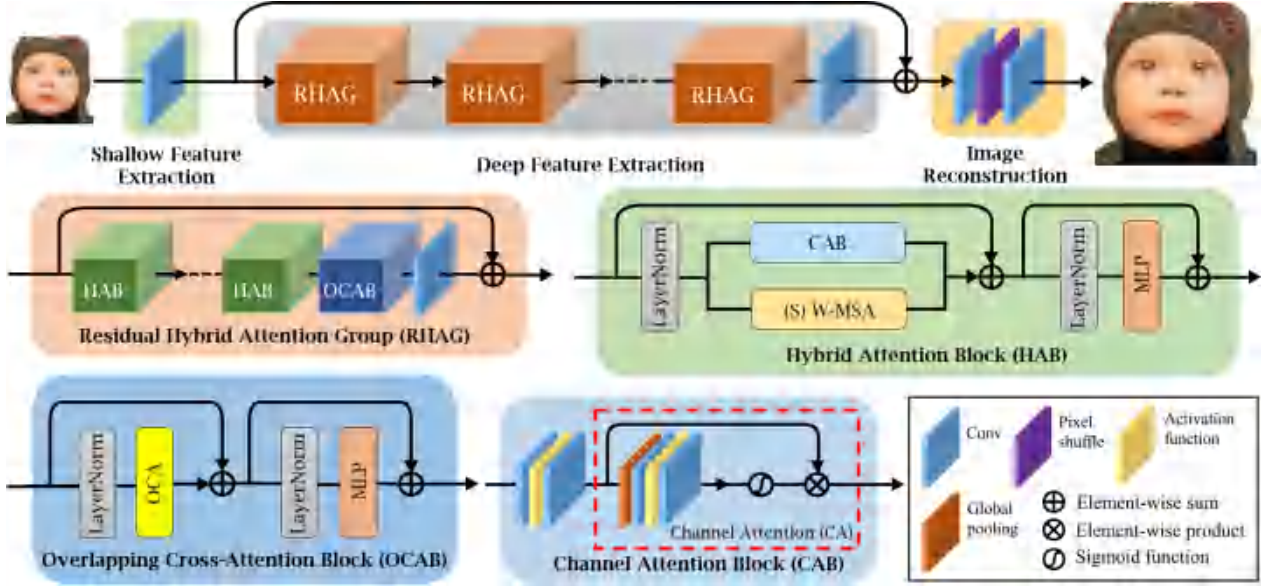 RHAG
RHAG
RHAG
Shallow Feature
Extraction
Deep Feature Extraction
Image
Reconstruction
HAB
HAB
OCAB
Residual Hybrid Attention Group (RHAG)
LayerNorm
CAB
(S) W-MSA
LayerNorm
MLP
Hybrid Attention Block (HAB)
LayerNorm
OCA
LayerNorm
MLP
Overlapping Cross-Attention Block (OCAB)
Channel Attention (CA)
Channel Attention Block (CAB)
Conv
Pixel
shuffle
Activation
function
Global
pooling
Element-wise sum
Element-wise product
Sigmoid function